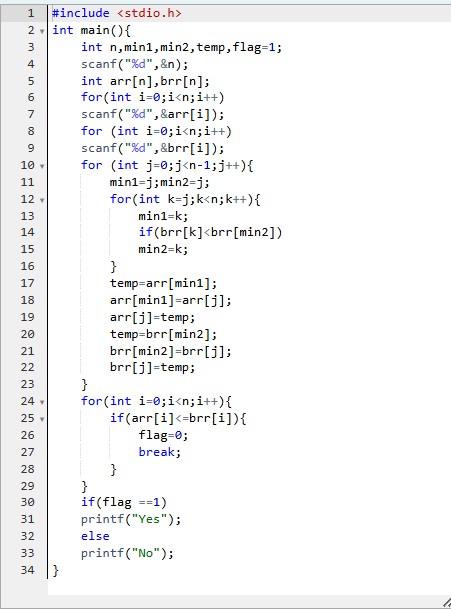 1 #include <stdio.h>
2 int main(){
3     int n,min1,min2,temp,flag=1;
4     scanf("%d",&n);
5     int arr[n],brr[n];
6     for(int i=0;i<n;i++)
7     scanf("%d",&arr[i]);
8     for (int i=0;i<n;i++)
9     scanf("%d",&brr[i]);
10     for (int j=0;j<n-1;j++){
11         min1=j;min2=j;
12         for(int k=j;k<n;k++){
13             min1=k;
14             if(brr[k]<brr[min2])
15             min2=k;
16         }
17         temp=arr[min1];
18         arr[min1]=arr[j];
19         arr[j]=temp;
20         temp=brr[min2];
21         brr[min2]=brr[j];
22         brr[j]=temp;
23     }
24     for(int i=0;i<n;i++){
25         if(arr[i]<=brr[i]){
26             flag=0;
27             break;
28         }
29     }
30     if(flag ==1)
31     printf("Yes");
32     else
33     printf("No");
34 }